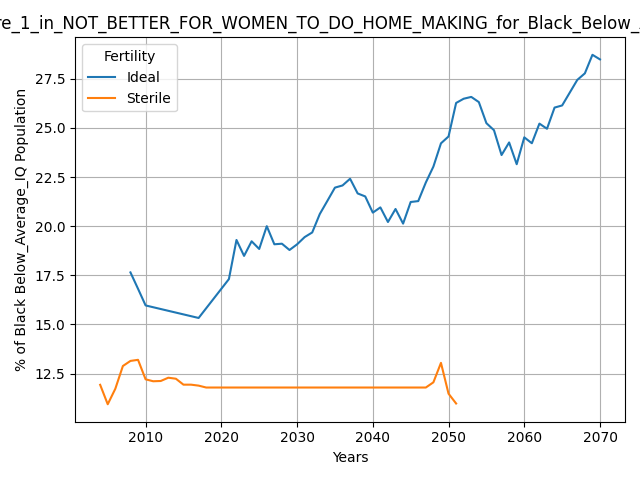 re_1_in_NOT_BETTER_FOR_WOMEN_TO_DO_HOME_MAKING_for_Black_Below_
Fertility
Ideal
Sterile
27.5
25.0
22.5
20.0
17.5
15.0
12.5
% of Black Below_Average_IQ Population
2010
2020
2030
2040
2050
2060
2070
Years